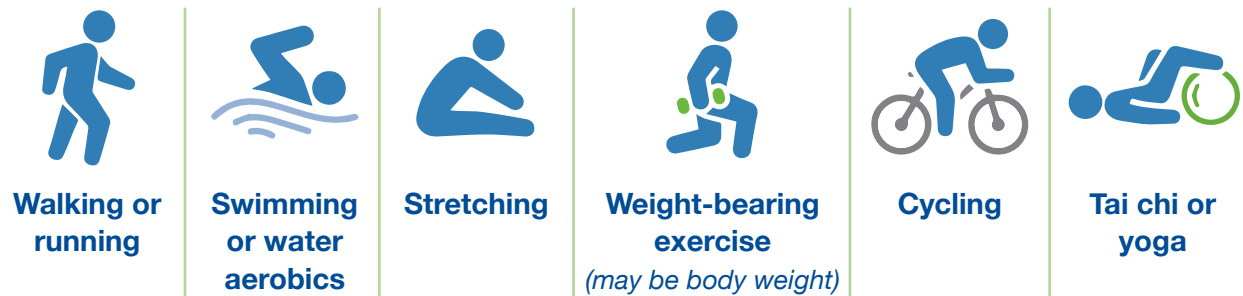 Walking or
running
Swimming
or water
aerobics
Stretching
Weight-bearing
exercise
(may be body weight)
Cycling
Tai chi or
yoga